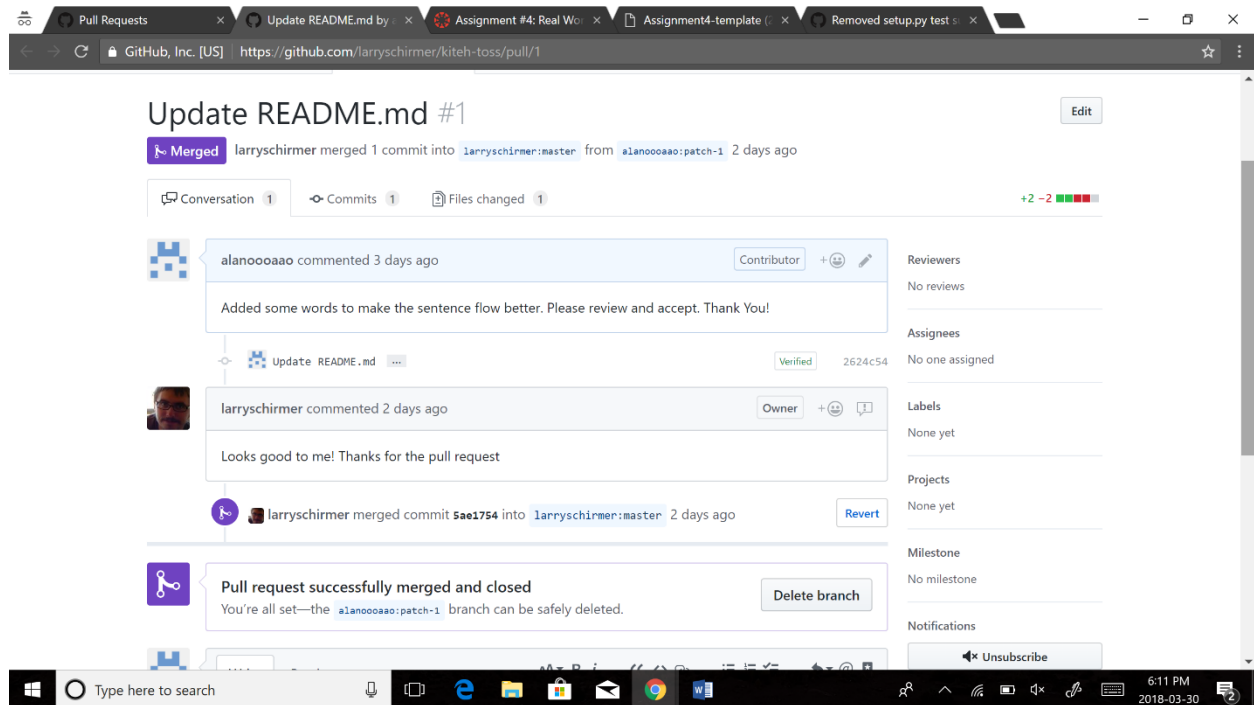 Pull Requests
Update README.md by a
Assignment #4: Real Wor
Assignment4-template (2
Removed setup.py test s
GitHub, Inc. [US] https://github.com/larryschirmer/kiteh-toss/pull/1
Update README.md #1
Edit
Merged larryschirmer merged 1 commit into larryschirmer:master from alanoooaao:patch-1 2 days ago
Conversation 1 Commits 1 Files changed 1 +2 −2
alanoooaao commented 3 days ago Contributor
Added some words to make the sentence flow better. Please review and accept. Thank You!
Update README.md ... Verified 2624c54
larryschirmer commented 2 days ago Owner
Looks good to me! Thanks for the pull request
larryschirmer merged commit 5ae1754 into larryschirmer:master 2 days ago Revert
Pull request successfully merged and closed
You're all set—the alanoooaao:patch-1 branch can be safely deleted.
Delete branch
Reviewers
No reviews
Assignees
No one assigned
Labels
None yet
Projects
None yet
Milestone
No milestone
Notifications
Unsubscribe
Type here to search
6:11 PM
2018-03-30
2